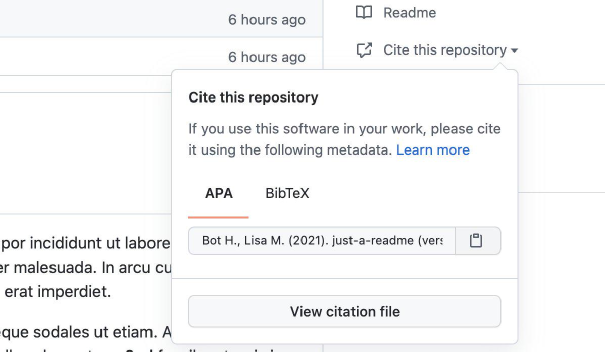 6 hours ago
Readme
6 hours ago
Cite this repository
Cite this repository
If you use this software in your work, please cite
it using the following metadata. Learn more
APA BibTeX
Bot H., Lisa M. (2021). just-a-readme (vers
View citation file
por incididunt ut labore
er malesuada. In arcu cu
erat imperdiet.
eque sodales ut etiam. A